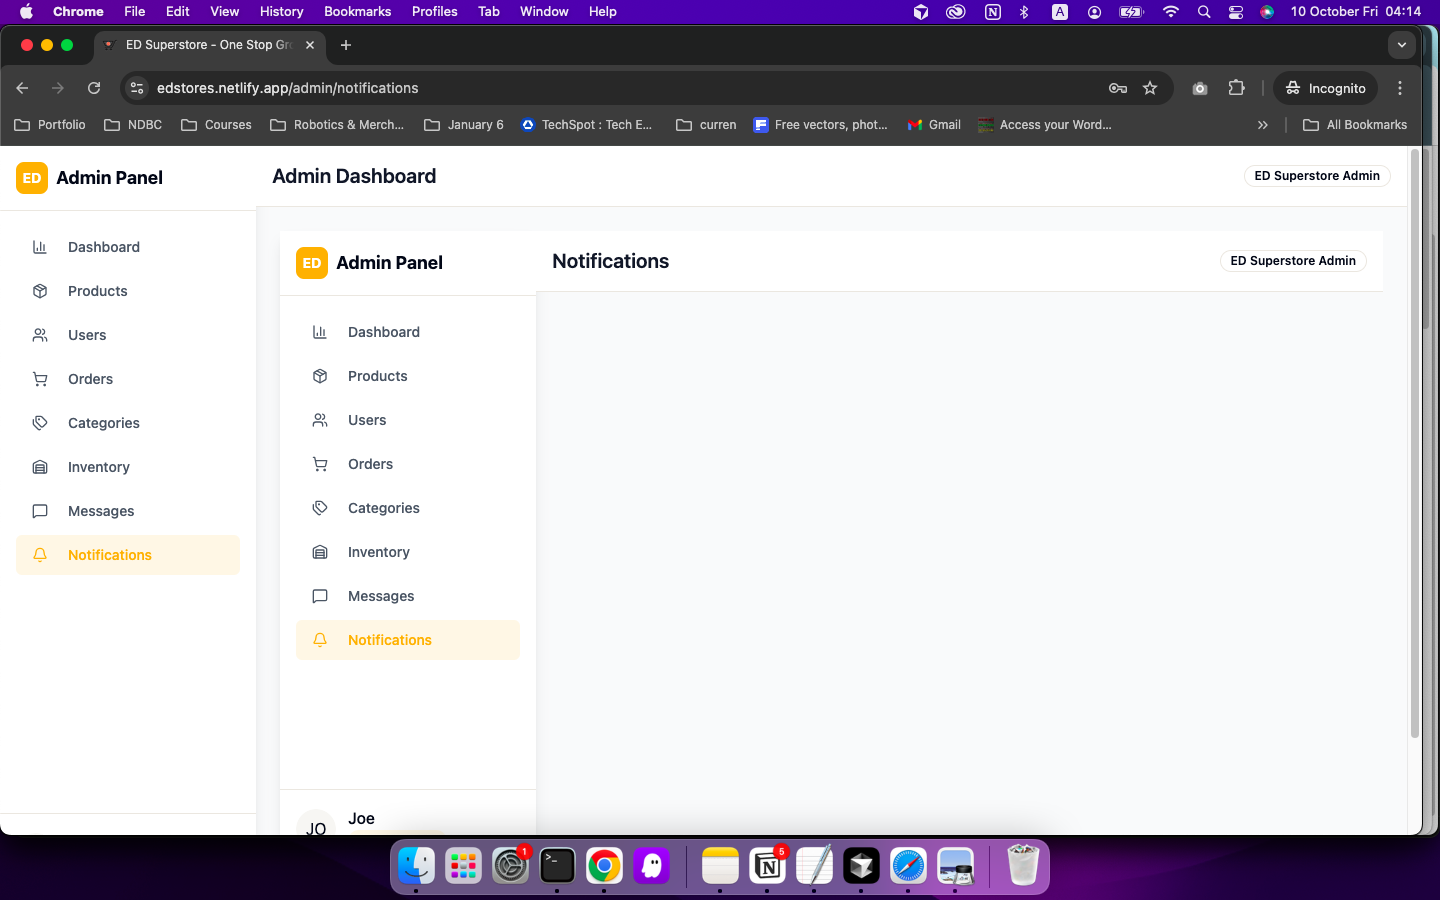 Chrome File Edit View History Bookmarks Profiles Tab Window Help A 10 October Fri 04:14
ED Superstore - One Stop Gr
edstores.netlify.app/admin/notifications
Incognito
Portfolio NDBC Courses Robotics & Merch... January 6 TechSpot : Tech E... curren Free vectors, phot... Gmail Access your Word... All Bookmarks
ED Admin Panel
Admin Dashboard
ED Superstore Admin
Dashboard
Products
Users
Orders
Categories
Inventory
Messages
Notifications
ED Admin Panel
Notifications
ED Superstore Admin
Dashboard
Products
Users
Orders
Categories
Inventory
Messages
Notifications
JO Joe
1
5